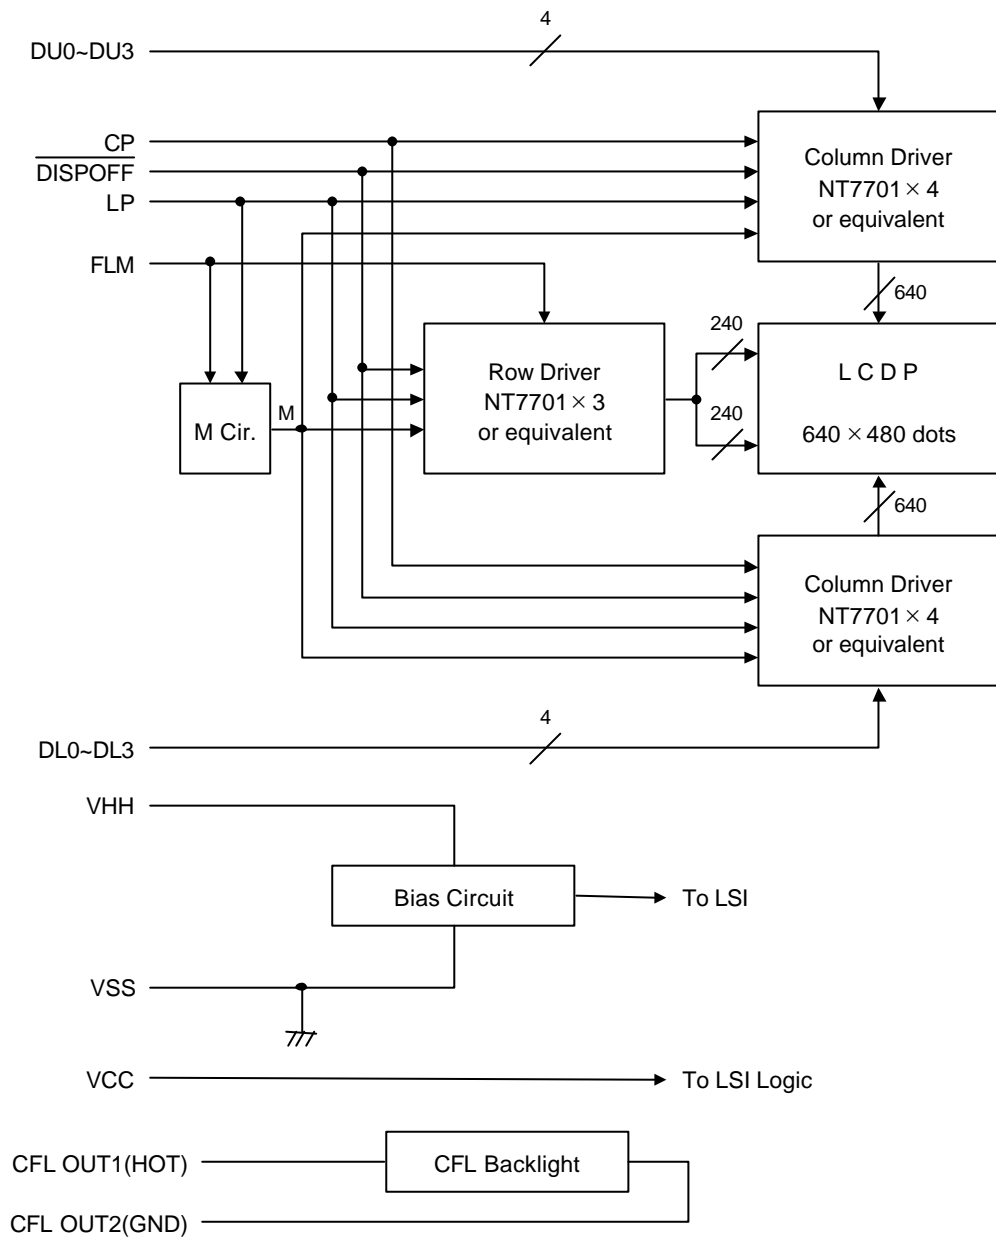 4
DU0~DU3
CP
DISPOFF
LP
FLM
Column Driver
NT7701×4
or equivalent
640
240
Row Driver
NT7701×3
or equivalent
L C D P
M
M Cir.
240
640×480 dots
640
Column Driver
NT7701×4
or equivalent
4
DL0~DL3
VHH
Bias Circuit
To LSI
VSS
VCC
To LSI Logic
CFL OUT1(HOT)
CFL Backlight
CFL OUT2(GND)